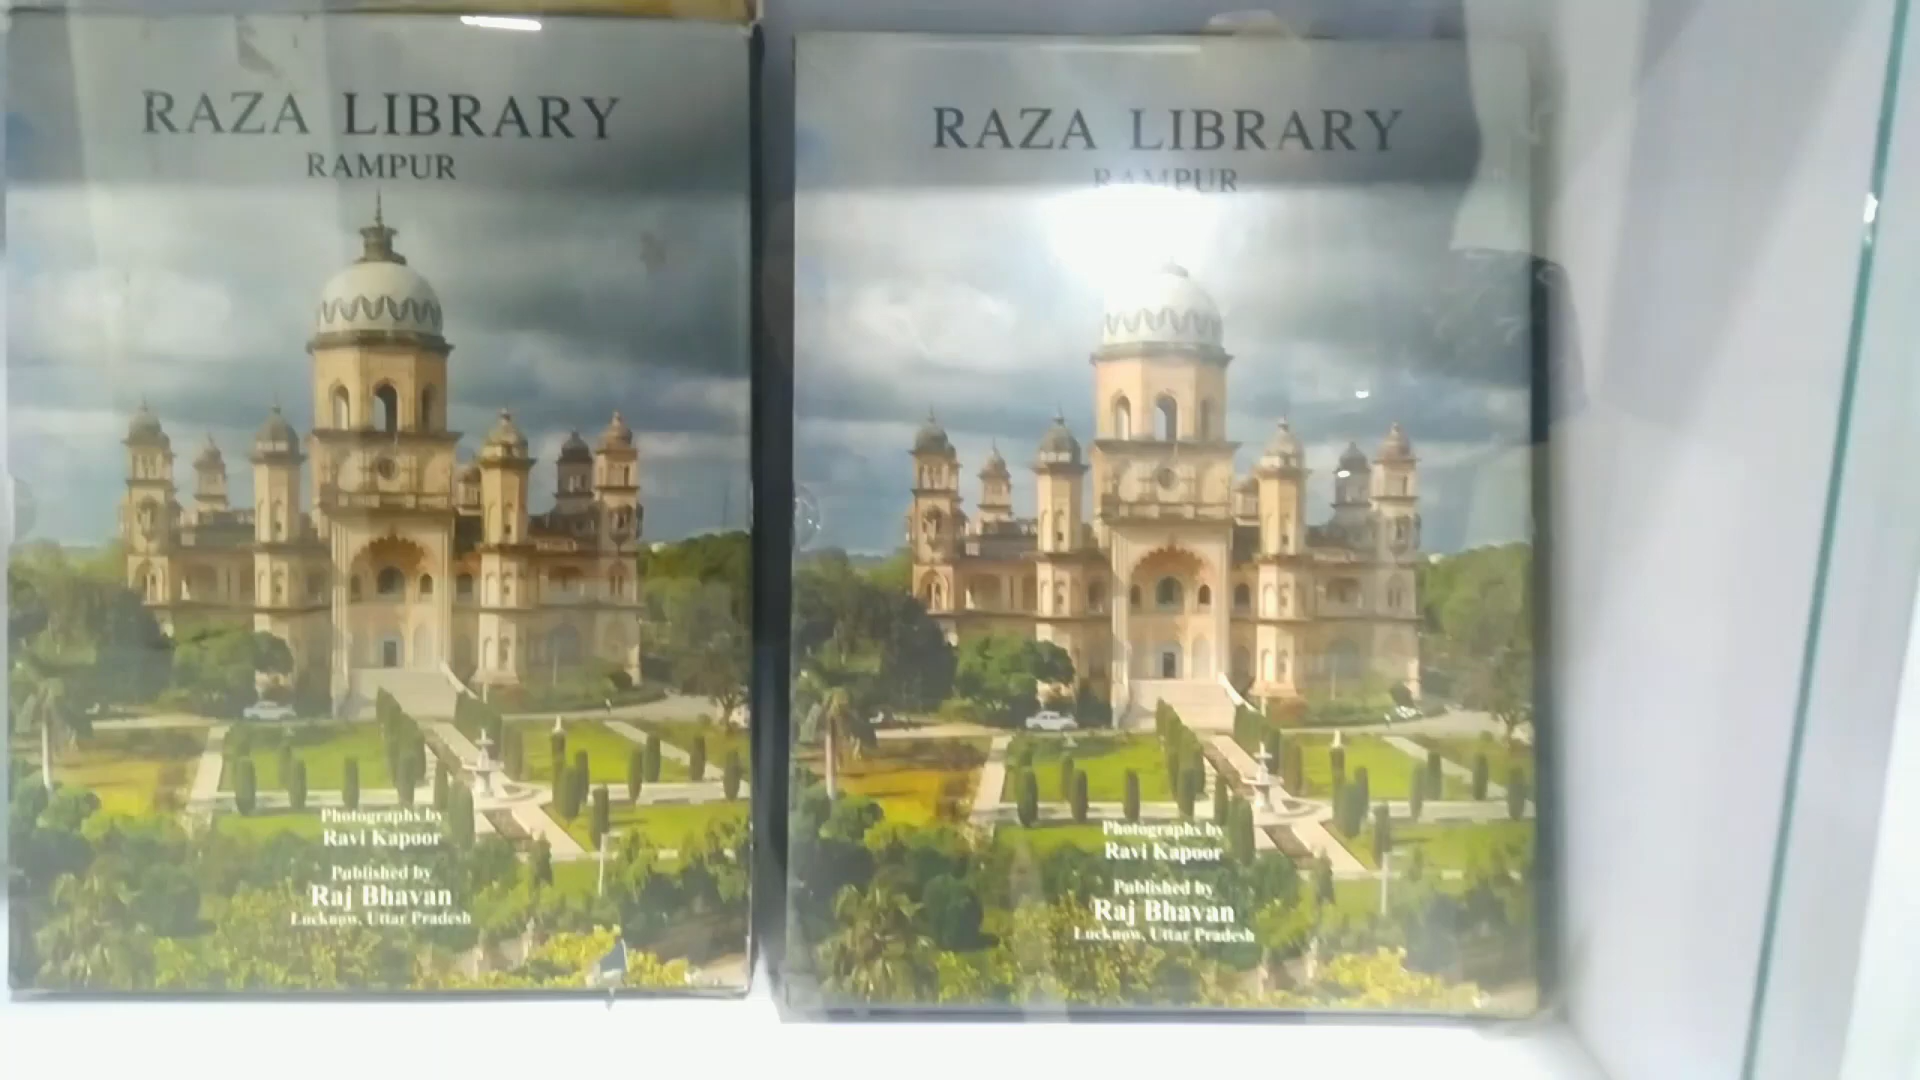 RAZA LIBRARY
RAMPUR
Photographs by
Ravi Kapoor
Published by
Raj Bhavan
Lucknow, Uttar Pradesh
RAZA LIBRARY
RAMPUR
Photographs by
Ravi Kapoor
Published by
Raj Bhavan
Lucknow, Uttar Pradesh